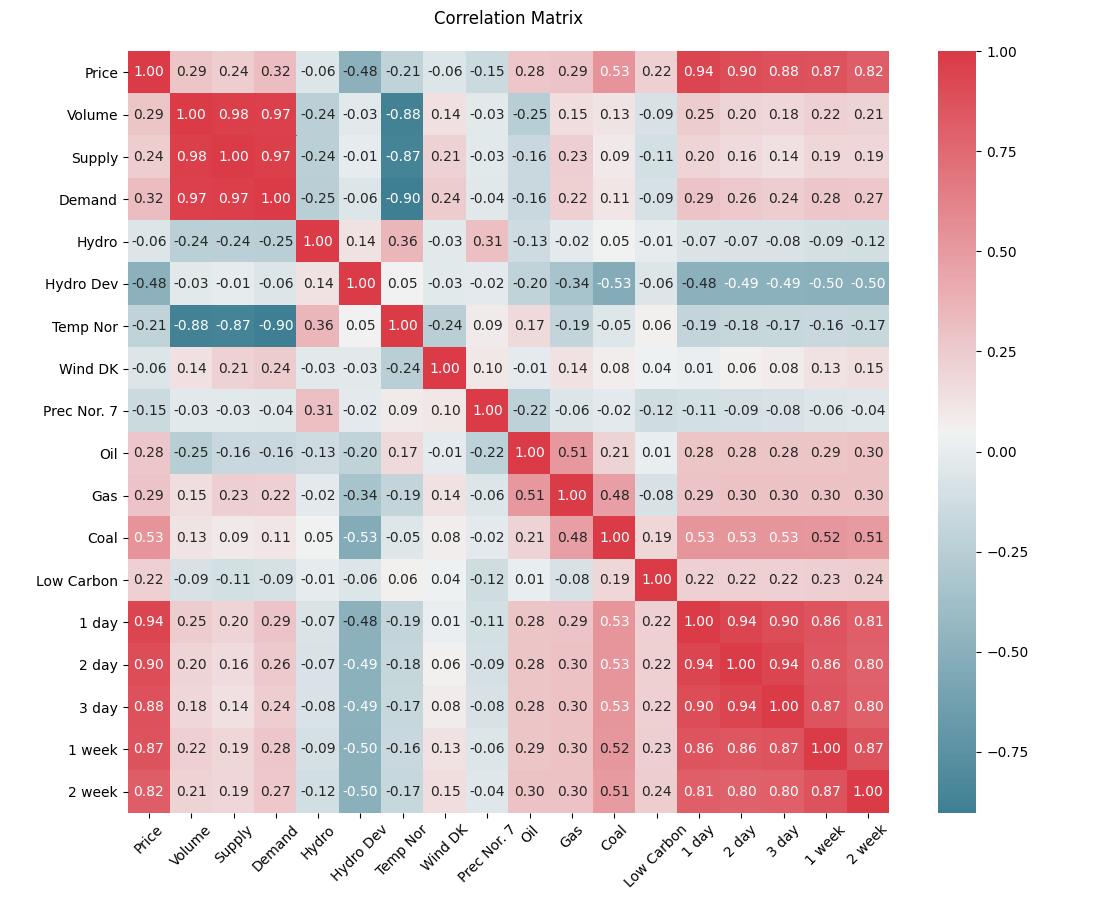 Correlation Matrix
Price 1.00 0.29 0.24 0.32 -0.06 -0.48 -0.21 -0.06 -0.15 0.28 0.29 0.53 0.22 0.94 0.90 0.88 0.87 0.82
Volume 0.29 1.00 0.98 0.97 -0.24 -0.03 -0.88 0.14 -0.03 -0.25 0.15 0.13 -0.09 0.25 0.20 0.18 0.22 0.21
Supply 0.24 0.98 1.00 0.97 -0.24 -0.01 -0.87 0.21 -0.03 -0.16 0.23 0.09 -0.11 0.20 0.16 0.14 0.19 0.19
Demand 0.32 0.97 0.97 1.00 -0.25 -0.06 -0.90 0.24 -0.04 -0.16 0.22 0.11 -0.09 0.29 0.26 0.24 0.28 0.27
Hydro -0.06 -0.24 -0.24 -0.25 1.00 0.14 0.36 -0.03 0.31 -0.13 -0.02 0.05 -0.01 -0.07 -0.07 -0.08 -0.09 -0.12
Hydro Dev -0.48 -0.03 -0.01 -0.06 0.14 1.00 0.05 -0.03 -0.02 -0.20 -0.34 -0.53 -0.06 -0.48 -0.49 -0.49 -0.50 -0.50
Temp Nor -0.21 -0.88 -0.87 -0.90 0.36 0.05 1.00 -0.24 0.09 0.17 -0.19 -0.05 0.06 -0.19 -0.18 -0.17 -0.16 -0.17
Wind DK -0.06 0.14 0.21 0.24 -0.03 -0.03 -0.24 1.00 0.10 -0.01 0.14 0.08 0.04 0.01 0.06 0.08 0.13 0.15
Prec Nor. 7 -0.15 -0.03 -0.03 -0.04 0.31 -0.02 0.09 0.10 1.00 -0.22 -0.06 -0.02 -0.12 -0.11 -0.09 -0.08 -0.06 -0.04
Oil 0.28 -0.25 -0.16 -0.16 -0.13 -0.20 0.17 -0.01 -0.22 1.00 0.51 0.21 0.01 0.28 0.28 0.28 0.29 0.30
Gas 0.29 0.15 0.23 0.22 -0.02 -0.34 -0.19 0.14 -0.06 0.51 1.00 0.48 -0.08 0.29 0.30 0.30 0.30 0.30
Coal 0.53 0.13 0.09 0.11 0.05 -0.53 -0.05 0.08 -0.02 0.21 0.48 1.00 0.19 0.53 0.53 0.53 0.52 0.51
Low Carbon 0.22 -0.09 -0.11 -0.09 -0.01 -0.06 0.06 0.04 -0.12 0.01 -0.08 0.19 1.00 0.22 0.22 0.22 0.23 0.24
1 day 0.94 0.25 0.20 0.29 -0.07 -0.48 -0.19 0.01 -0.11 0.28 0.29 0.53 0.22 1.00 0.94 0.90 0.86 0.81
2 day 0.90 0.20 0.16 0.26 -0.07 -0.49 -0.18 0.06 -0.09 0.28 0.30 0.53 0.22 0.94 1.00 0.94 0.86 0.80
3 day 0.88 0.18 0.14 0.24 -0.08 -0.49 -0.17 0.08 -0.08 0.28 0.30 0.53 0.22 0.90 0.94 1.00 0.87 0.80
1 week 0.87 0.22 0.19 0.28 -0.09 -0.50 -0.16 0.13 -0.06 0.29 0.30 0.52 0.23 0.86 0.86 0.87 1.00 0.87
2 week 0.82 0.21 0.19 0.27 -0.12 -0.50 -0.17 0.15 -0.04 0.30 0.30 0.51 0.24 0.81 0.80 0.80 0.87 1.00
Price Volume Supply Demand Hydro Hydro Dev Temp Nor Wind DK Prec Nor. 7 Oil Gas Coal Low Carbon 1 day 2 day 3 day 1 week 2 week
1.00
0.75
0.50
0.25
0.00
−0.25
−0.50
−0.75